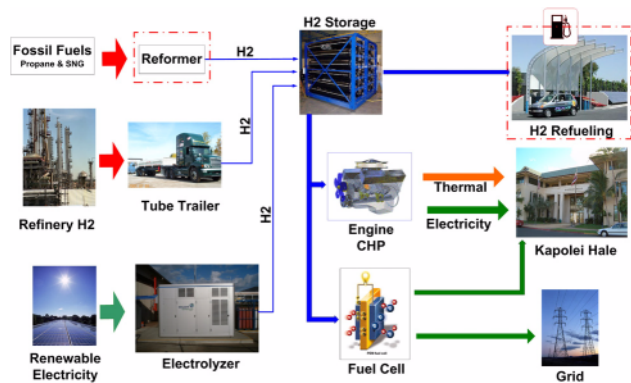 Fossil Fuels
Propane & SNG
Reformer
H2
H2 Storage
H2 Refueling
Refinery H2
Tube Trailer
H2
H2
Engine
CHP
Thermal
Electricity
Kapolei Hale
Renewable
Electricity
Electrolyzer
Fuel Cell
Grid